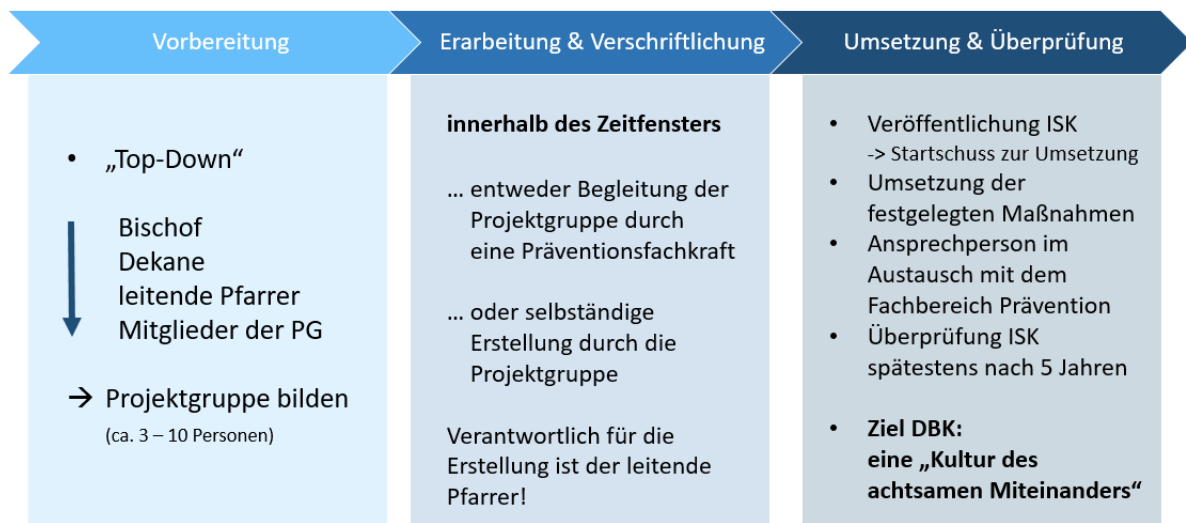 Vorbereitung
• „Top-Down“
Bischof
Dekane
leitende Pfarrer
Mitglieder der PG
→ Projektgruppe bilden
(ca. 3 – 10 Personen)
Erarbeitung & Verschriftlichung
innerhalb des Zeitfensters
... entweder Begleitung der
Projektgruppe durch
eine Präventionsfachkraft
... oder selbständige
Erstellung durch die
Projektgruppe
Verantwortlich für die
Erstellung ist der leitende
Pfarrer!
Umsetzung & Überprüfung
• Veröffentlichung ISK
-> Startschuss zur Umsetzung
• Umsetzung der
festgelegten Maßnahmen
• Ansprechperson im
Austausch mit dem
Fachbereich Prävention
• Überprüfung ISK
spätestens nach 5 Jahren
• Ziel DBK:
eine „Kultur des
achtsamen Miteinanders“